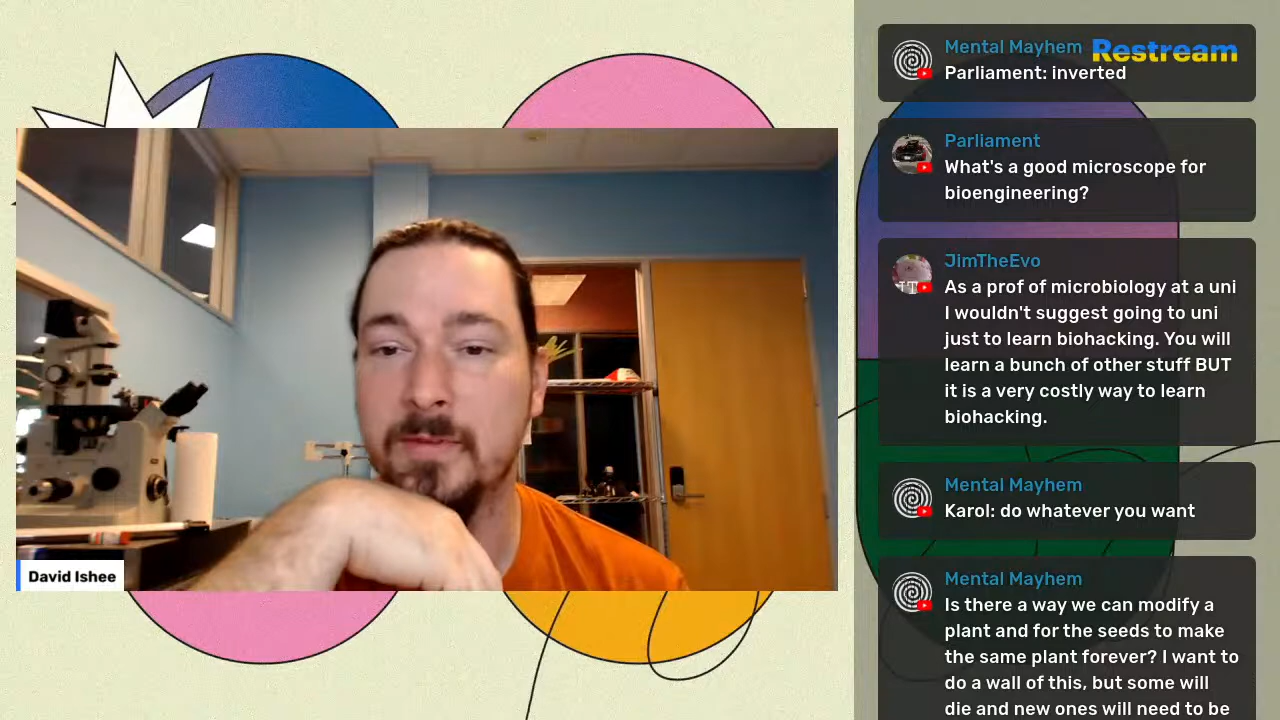 Restream
Mental Mayhem
Parliament: inverted
Parliament
What's a good microscope for
bioengineering?
JimTheEvo
As a prof of microbiology at a uni
I wouldn't suggest going to uni
just to learn biohacking. You will
learn a bunch of other stuff BUT
it is a very costly way to learn
biohacking.
Mental Mayhem
Karol: do whatever you want
Mental Mayhem
Is there a way we can modify a
plant and for the seeds to make
the same plant forever? I want to
do a wall of this, but some will
die and new ones will need to be
David Ishee